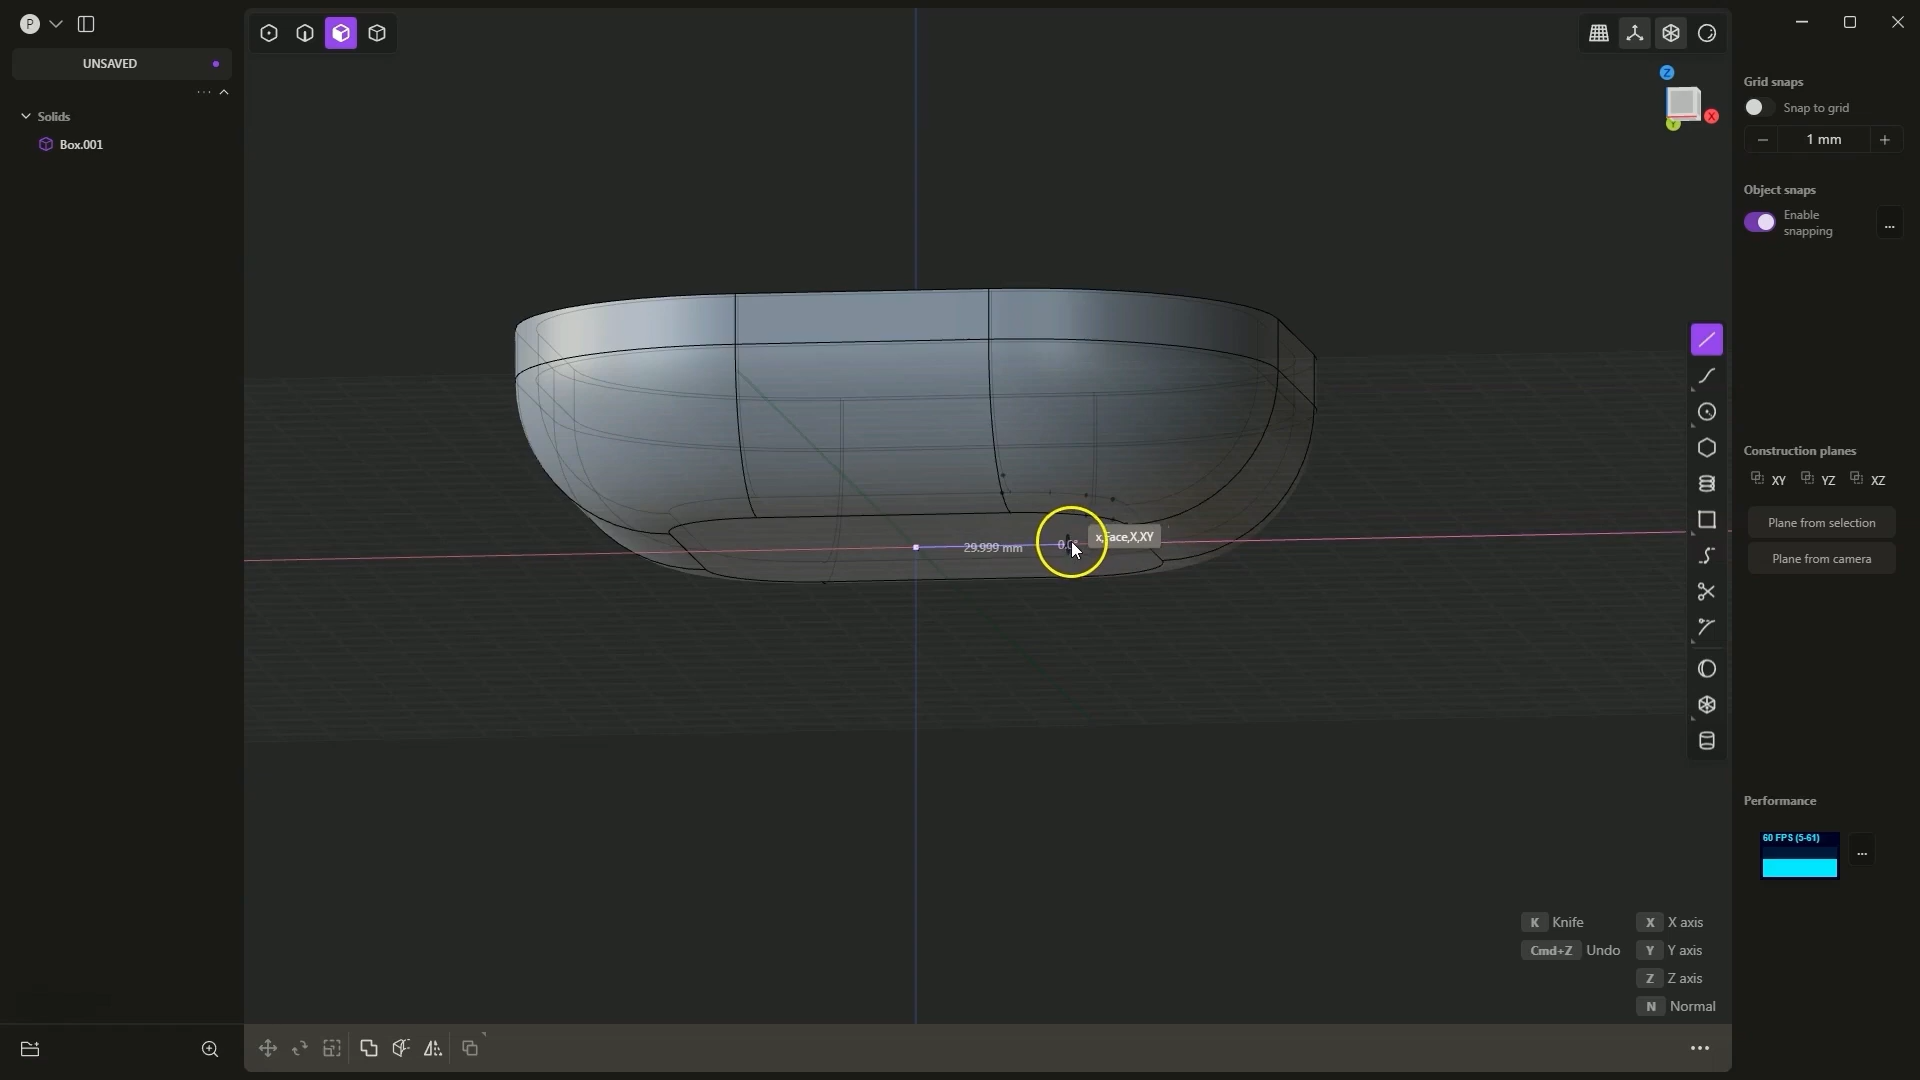 P
UNSAVED
...
Solids
Box.001
Z
X
Y
Grid snaps
Snap to grid
1 mm
Object snaps
Enable
snapping
...
Construction planes
XY
YZ
XZ
Plane from selection
Plane from camera
Performance
60 FPS (5-61)
...
29.999 mm
x,Face,X,XY
K Knife
X X axis
Cmd+Z Undo
Y Y axis
Z Z axis
N Normal